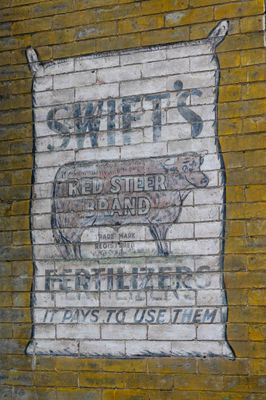 SWIFT'S
RED STEER
BRAND
TRADE MARK
REGISTERED
FERTILIZERS
IT PAYS TO USE THEM